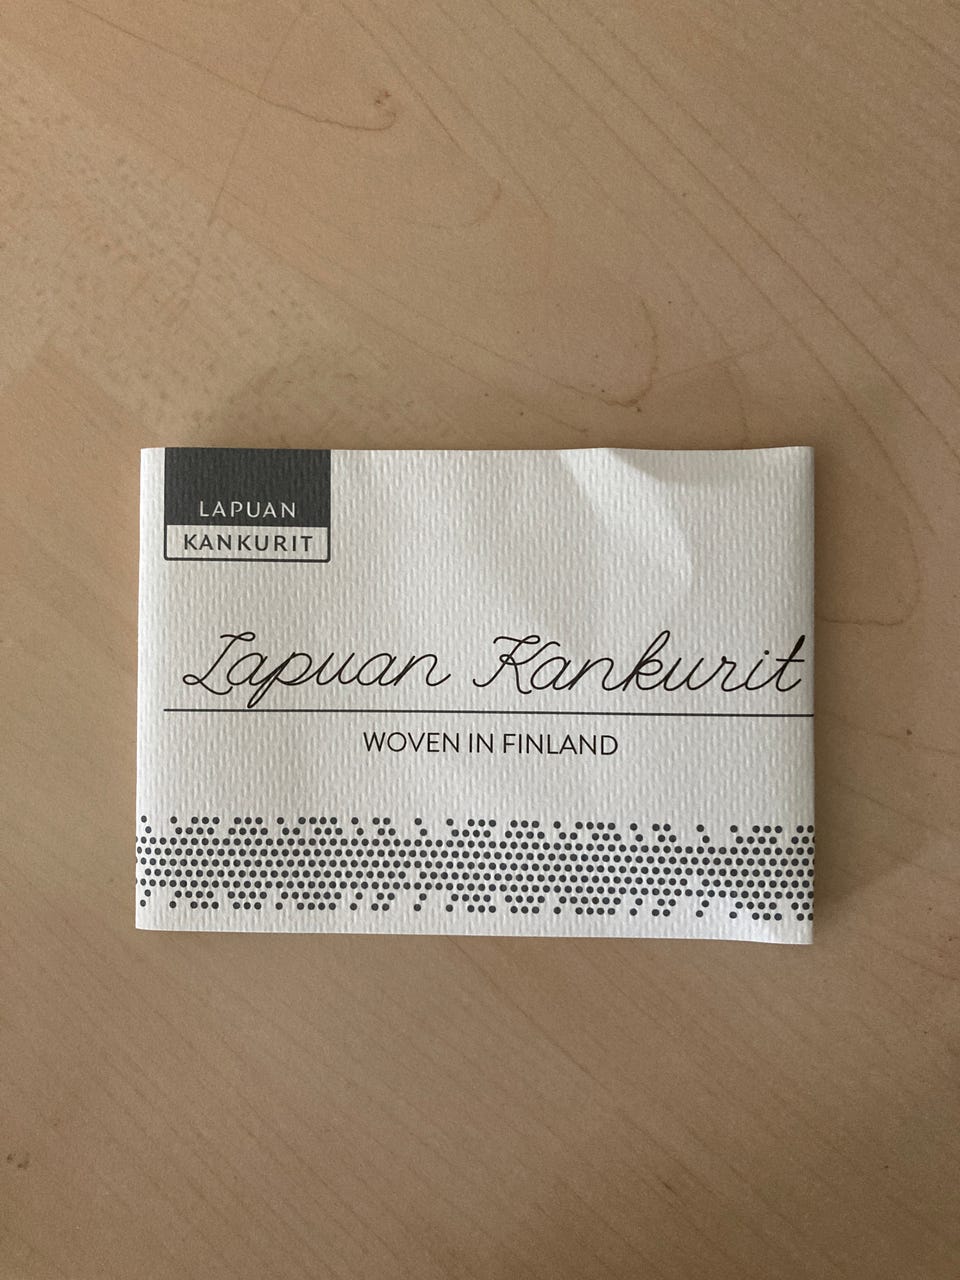 LAPUAN
KANKURIT
Lapuan Kankurit
WOVEN IN FINLAND